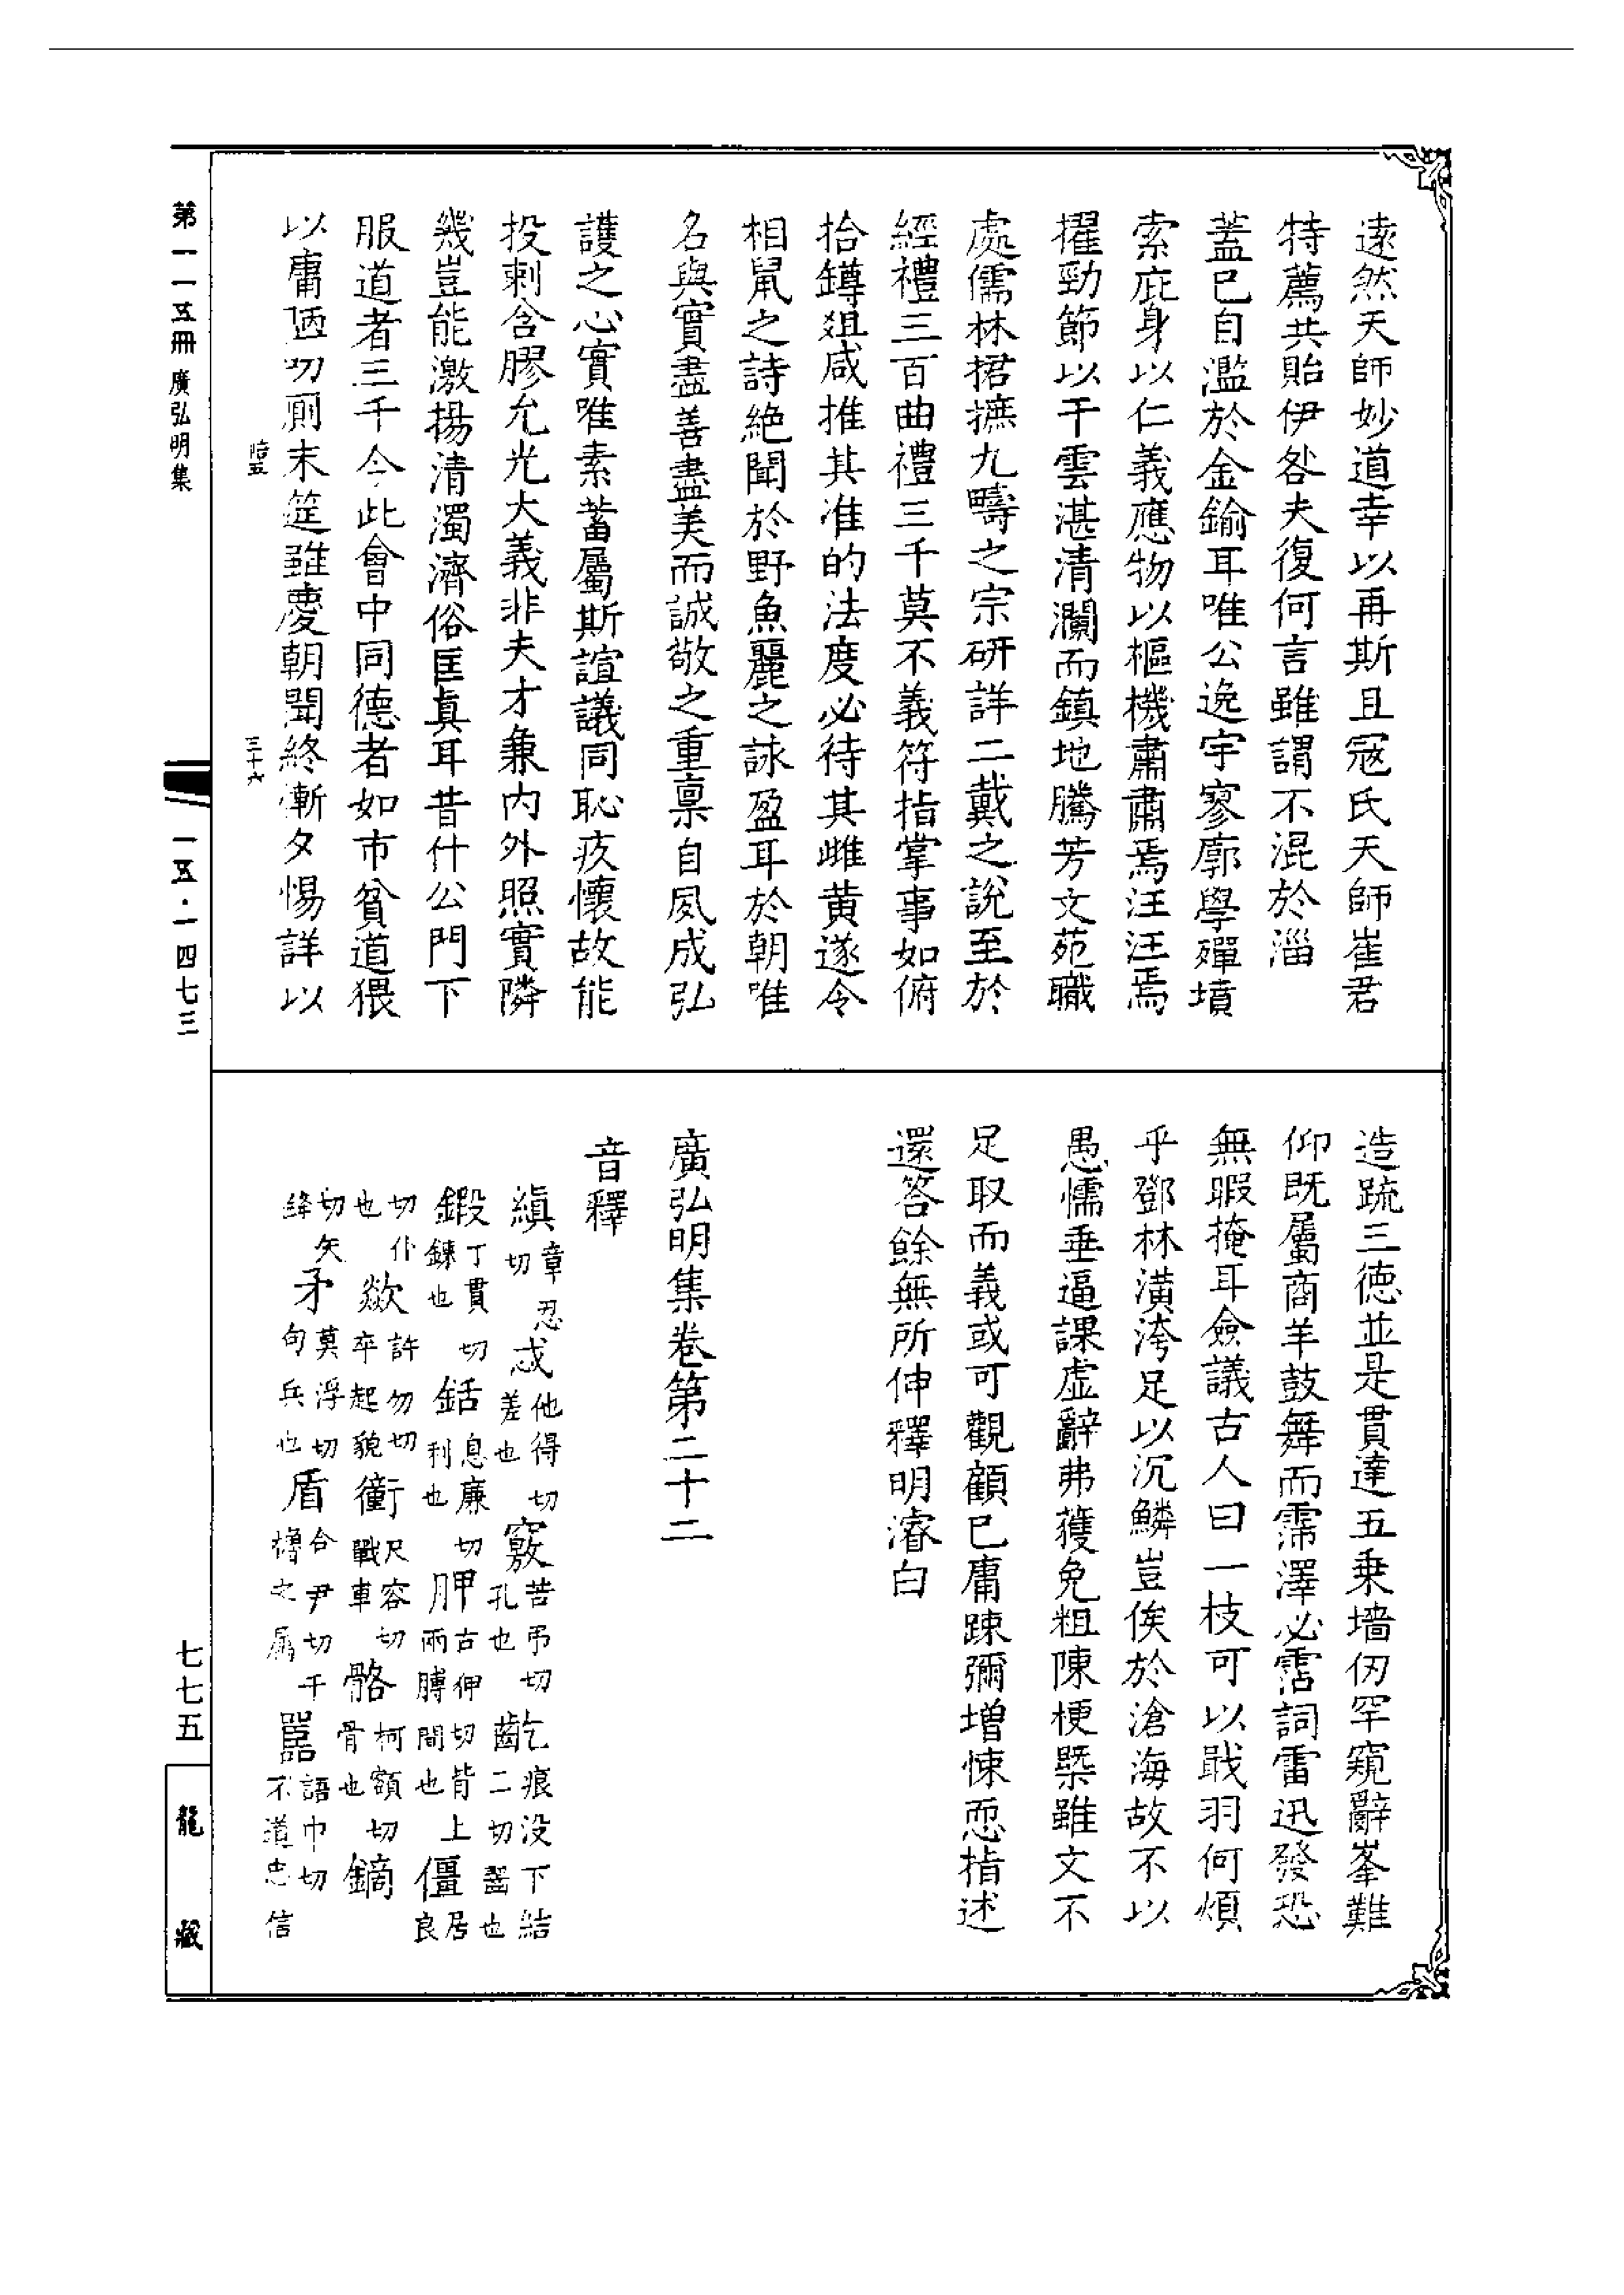 遠然天師妙道幸以再斯且冦氏天師崔君
特薦共貽伊咎夫復何言雖謂不混於淄
蓋已自濫於金鍮耳唯公逸宇寥廓學殫墳
索庇身以仁義應物以樞機肅肅焉汪汪焉
擢勁節以干雲湛清瀾而鎮地騰芳文苑職
處儒林捃摭九疇之宗研詳二戴之說至於
經禮三百曲禮三千莫不義符指掌事如俯
拾鐏俎咸推其准的法度必待其雌黄遂令
相鼠之詩絶聞於野魚麗之詠盈耳於朝唯
名與實盡善盡美而誠敬之重禀自夙成弘
護之心實唯素蓄屬斯諠議同恥疚懷故能
投剌含膠允光大義非夫才兼内外照實隣
幾豈能激揚清濁濟俗匡眞耳昔什公門下
服道者三千今此會中同德者如市貧道猥
以庸陋叨厕末筵雖慶朝聞終慚夕惕詳以
造疏三德並是貫達五乗墻仞罕窺辭峯難
仰既屬商羊鼓舞而霈澤必霑詞雷迅發恐
無暇掩耳僉議古人曰一枝可以戢羽何煩
乎鄧林潢洿足以沉鱗豈俟於滄海故不以
愚懦垂逼課虛辭弗獲免粗陳梗槩雖文不
足取而義或可觀顧已庸踈彌增悚恧指述
還答餘無所伸釋明濬白
廣弘明集卷第二十二
音釋
縝章忍切忒他得切差也竅苦弔切孔也齕痕没下結二切齧也
鍛丁貫切鍊也銛息廉切利也胛古狎切背上兩膊間也僵居良
切仆也歘許勿切卒起貌衝尺容切戰車骼柯額切骨也鏑
切矢鋒矛莫浮切句兵也盾食尹切干櫓之屬嚚語巾切不道忠信
第一一五冊 廣弘明集
三十六
一五·一四七三
七七五
龍藏